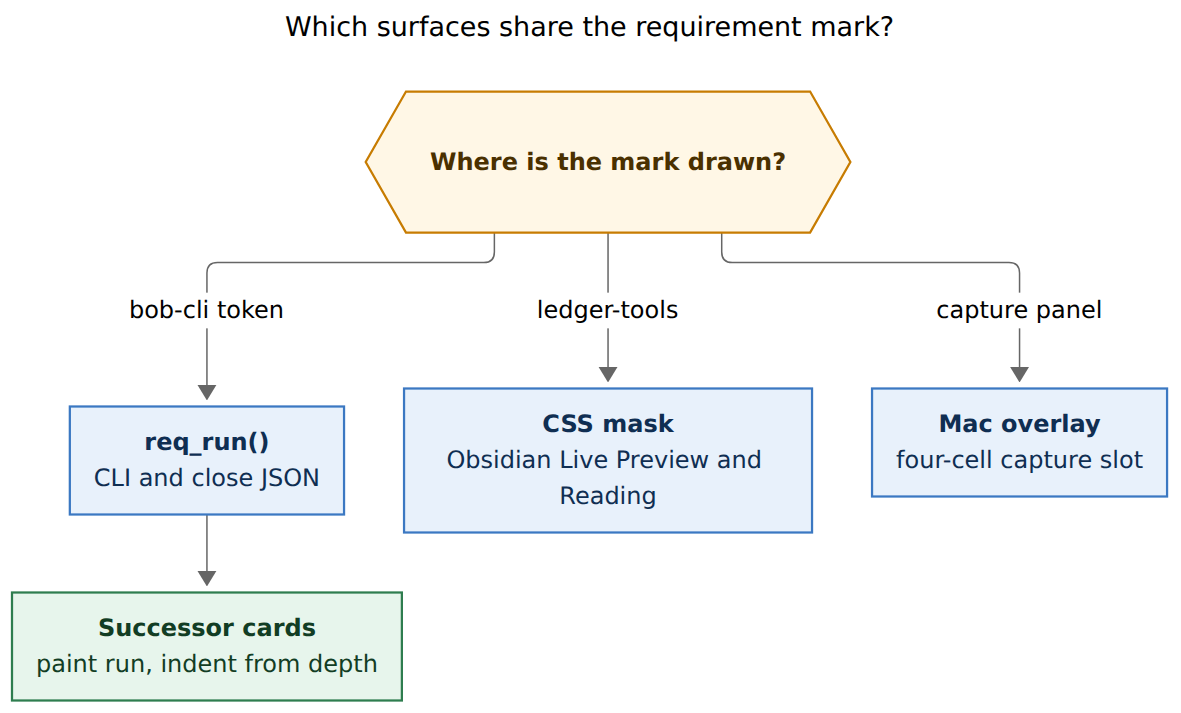 Which surfaces share the requirement mark?
Where is the mark drawn?
bob-cli token
ledger-tools
capture panel
req_run()
CLI and close JSON
CSS mask
Obsidian Live Preview and
Reading
Mac overlay
four-cell capture slot
Successor cards
paint run, indent from depth